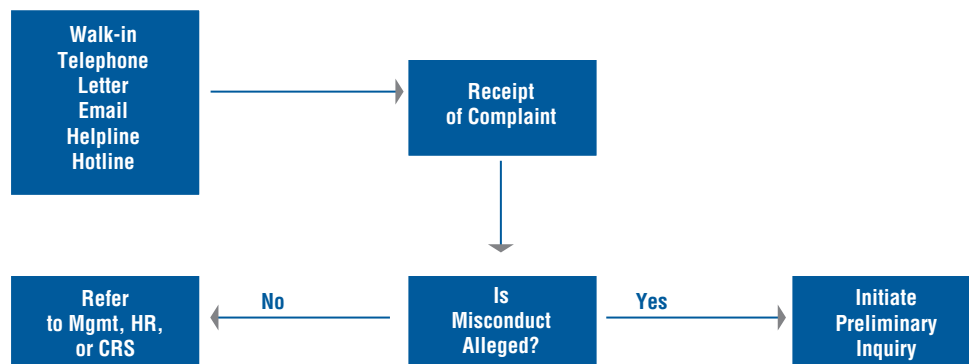 Walk-in
Telephone
Letter
Email
Helpline
Hotline
Receipt
of Complaint
Refer
to Mgmt, HR,
or CRS
No
Is
Misconduct
Alleged?
Yes
Initiate
Preliminary
Inquiry